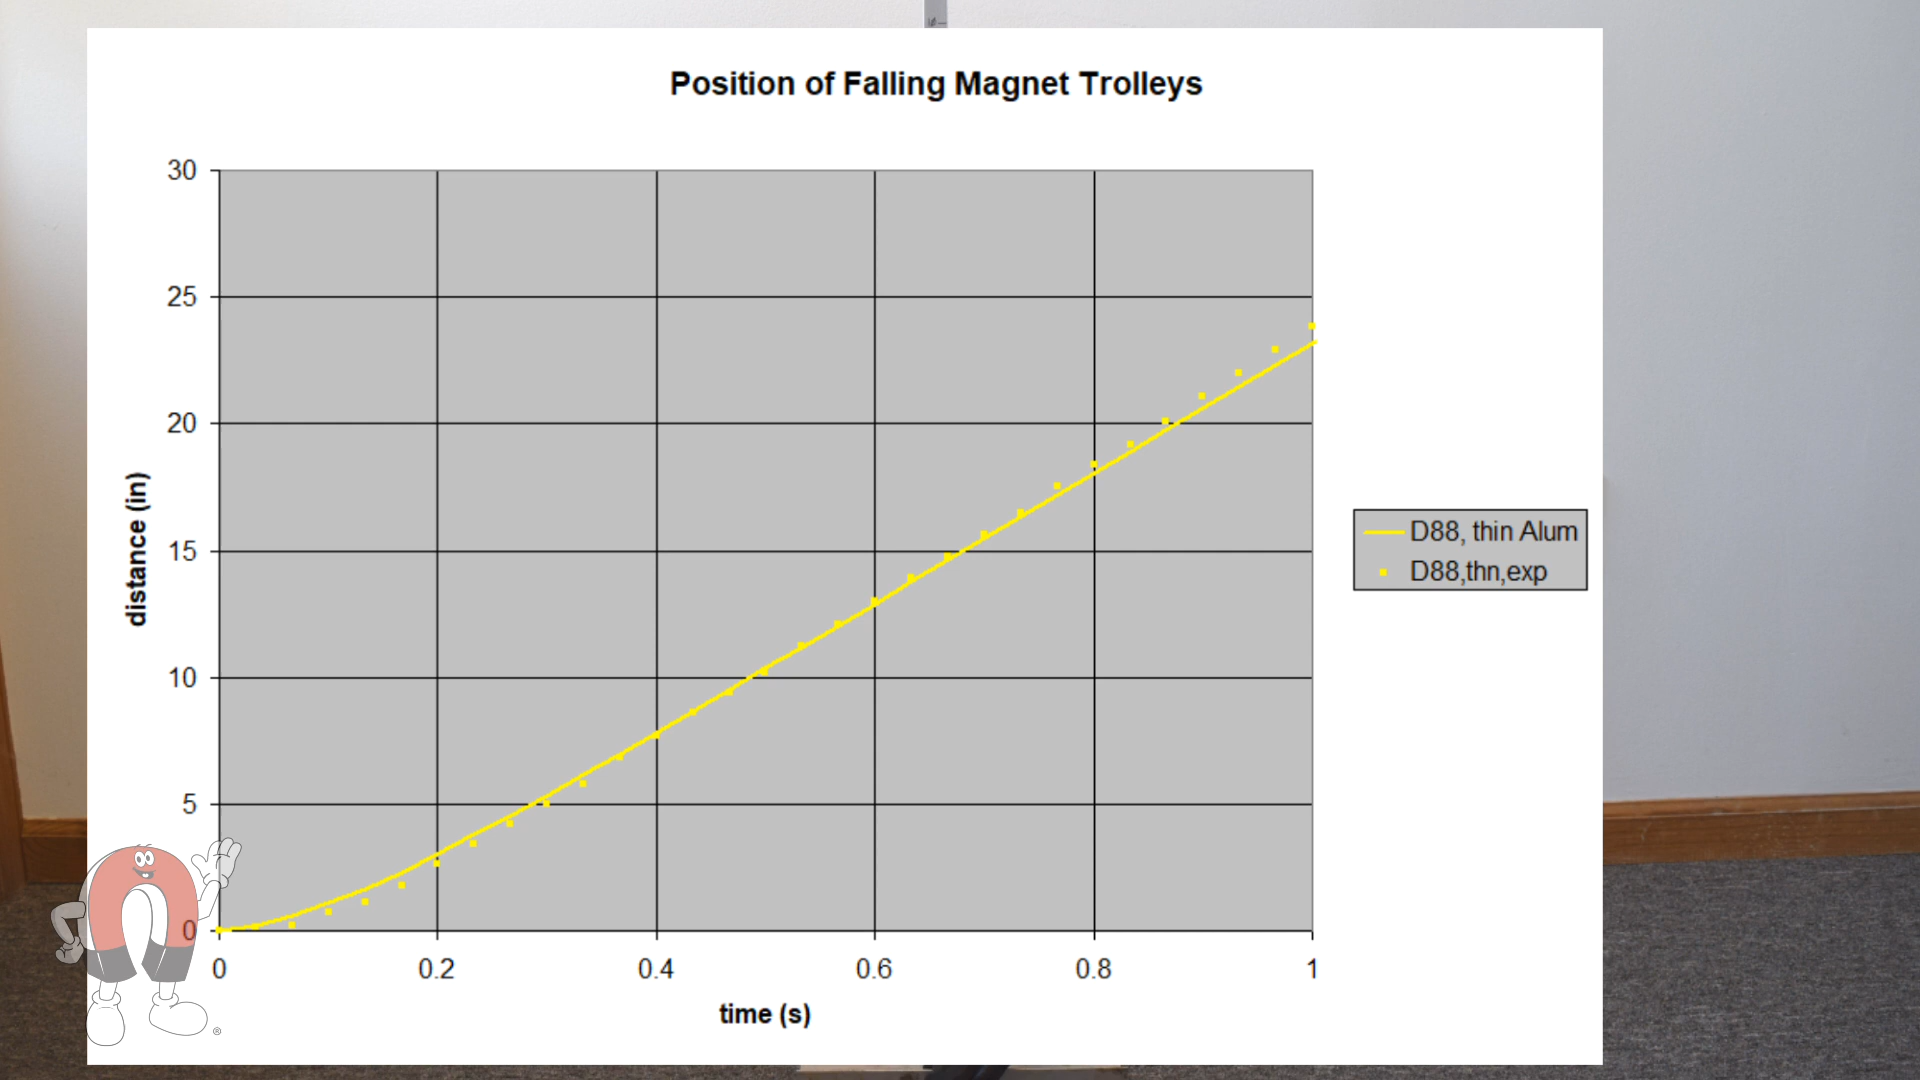 Position of Falling Magnet Trolleys
30
25
20
15
10
5
0
distance (in)
0 0.2 0.4 0.6 0.8 1
time (s)
D88, thin Alum
D88,thn,exp
®